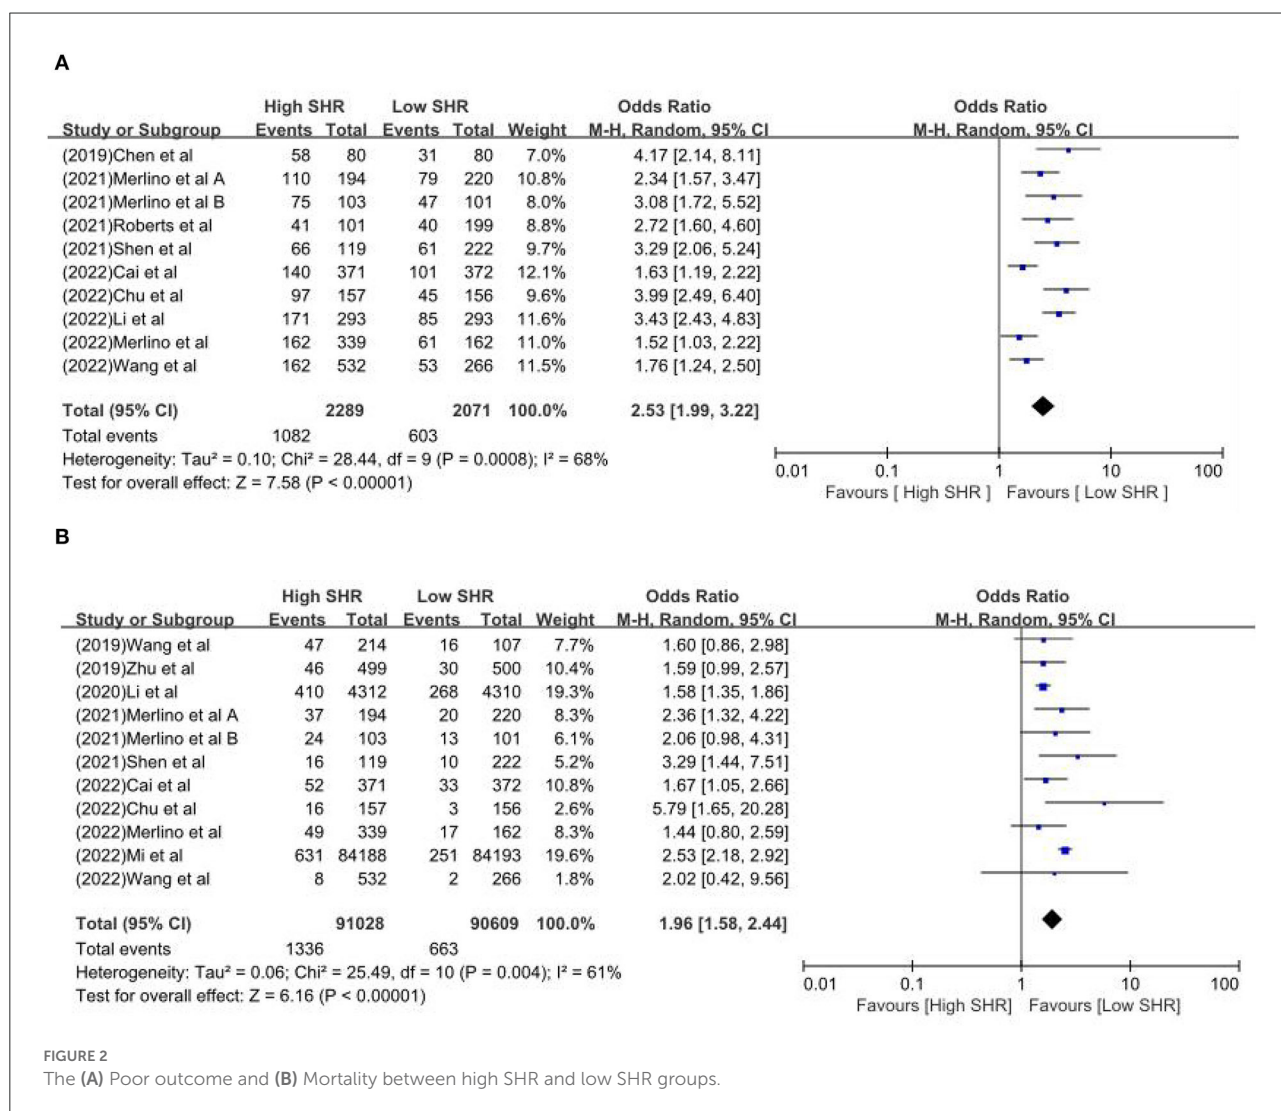 A
High SHR Low SHR Odds Ratio Odds Ratio
Study or Subgroup Events Total Events Total Weight M-H, Random, 95% CI M-H, Random, 95% CI
(2019)Chen et al 58 80 31 80 7.0% 4.17 [2.14, 8.11]
(2021)Merlino et al A 110 194 79 220 10.8% 2.34 [1.57, 3.47]
(2021)Merlino et al B 75 103 47 101 8.0% 3.08 [1.72, 5.52]
(2021)Roberts et al 41 101 40 199 8.8% 2.72 [1.60, 4.60]
(2021)Shen et al 66 119 61 222 9.7% 3.29 [2.06, 5.24]
(2022)Cai et al 140 371 101 372 12.1% 1.63 [1.19, 2.22]
(2022)Chu et al 97 157 45 156 9.6% 3.99 [2.49, 6.40]
(2022)Li et al 171 293 85 293 11.6% 3.43 [2.43, 4.83]
(2022)Merlino et al 162 339 61 162 11.0% 1.52 [1.03, 2.22]
(2022)Wang et al 162 532 53 266 11.5% 1.76 [1.24, 2.50]
Total (95% CI) 2289 2071 100.0% 2.53 [1.99, 3.22]
Total events 1082 603
Heterogeneity: Tau² = 0.10; Chi² = 28.44, df = 9 (P = 0.0008); I² = 68%
Test for overall effect: Z = 7.58 (P < 0.00001)
0.01 0.1 1 10 100
Favours [ High SHR ] Favours [ Low SHR ]
B
High SHR Low SHR Odds Ratio Odds Ratio
Study or Subgroup Events Total Events Total Weight M-H, Random, 95% CI M-H, Random, 95% CI
(2019)Wang et al 47 214 16 107 7.7% 1.60 [0.86, 2.98]
(2019)Zhu et al 46 499 30 500 10.4% 1.59 [0.99, 2.57]
(2020)Li et al 410 4312 268 4310 19.3% 1.58 [1.35, 1.86]
(2021)Merlino et al A 37 194 20 220 8.3% 2.36 [1.32, 4.22]
(2021)Merlino et al B 24 103 13 101 6.1% 2.06 [0.98, 4.31]
(2021)Shen et al 16 119 10 222 5.2% 3.29 [1.44, 7.51]
(2022)Cai et al 52 371 33 372 10.8% 1.67 [1.05, 2.66]
(2022)Chu et al 16 157 3 156 2.6% 5.79 [1.65, 20.28]
(2022)Merlino et al 49 339 17 162 8.3% 1.44 [0.80, 2.59]
(2022)Mi et al 631 84188 251 84193 19.6% 2.53 [2.18, 2.92]
(2022)Wang et al 8 532 2 266 1.8% 2.02 [0.42, 9.56]
Total (95% CI) 91028 90609 100.0% 1.96 [1.58, 2.44]
Total events 1336 663
Heterogeneity: Tau² = 0.06; Chi² = 25.49, df = 10 (P = 0.004); I² = 61%
Test for overall effect: Z = 6.16 (P < 0.00001)
0.01 0.1 1 10 100
Favours [High SHR] Favours [Low SHR]
FIGURE 2
The (A) Poor outcome and (B) Mortality between high SHR and low SHR groups.